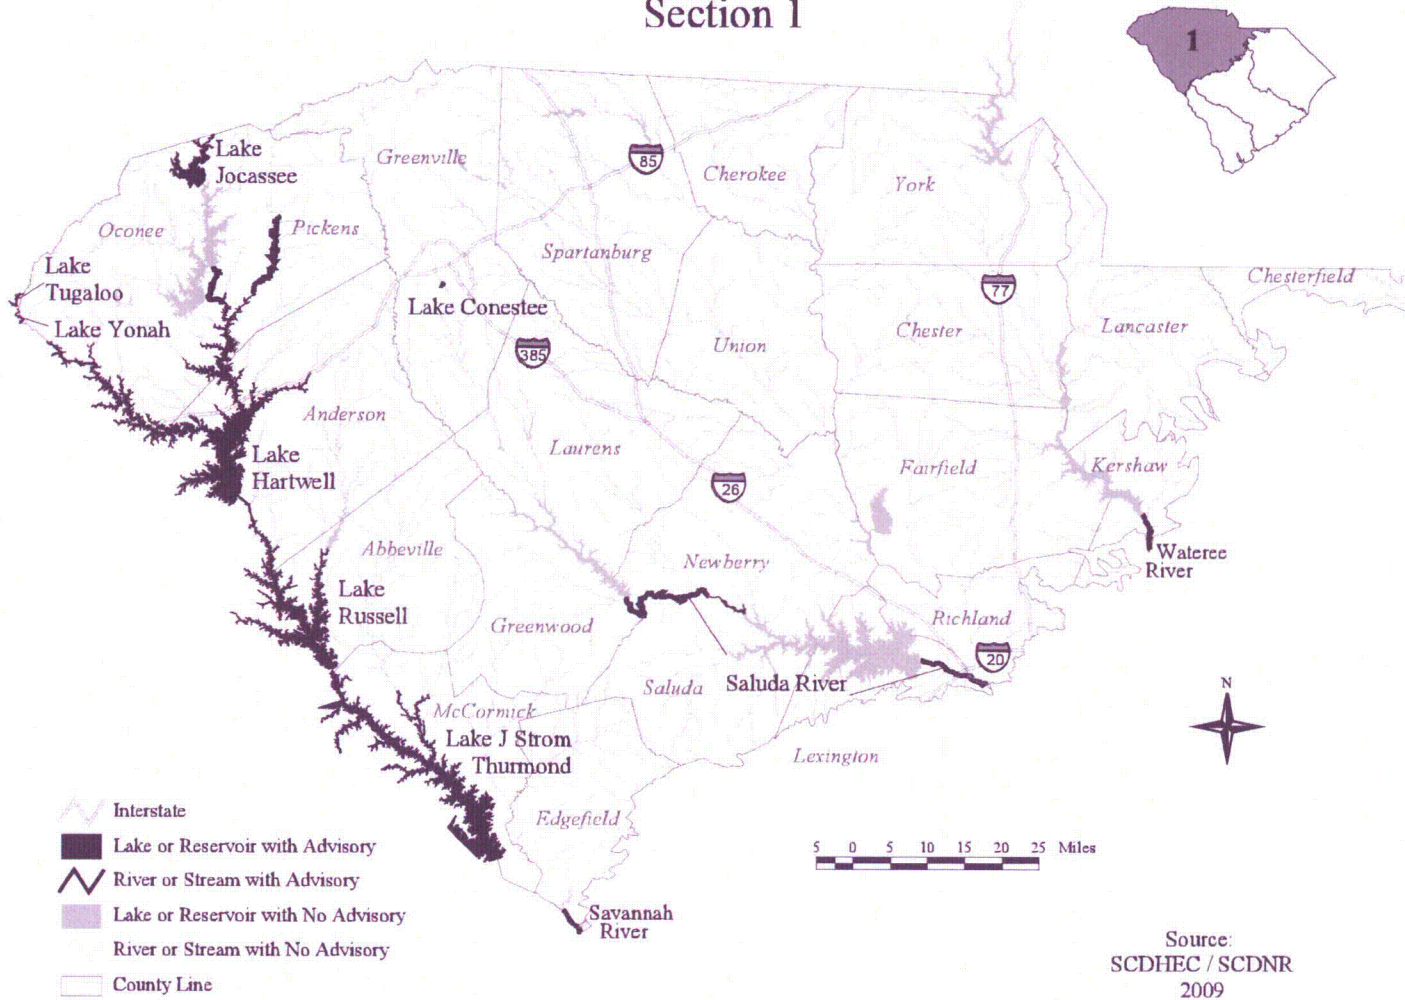 Section 1
1
Lake
Jocassee
Greenville
85
Cherokee
York
Oconee
Pickens
Spartanburg
Lake
Tugaloo
Lake Yonah
Lake Conestee
385
77
Chesterfield
Union
Chester
Lancaster
Anderson
Lake
Hartwell
Laurens
26
Fairfield
Kershaw
Abbeville
Newberry
Wateree
River
Lake
Russell
Greenwood
Richland
20
Saluda
Saluda River
N
McCormick
Lake J Strom
Thurmond
Lexington
Edgefield
Savannah
River
Interstate
Lake or Reservoir with Advisory
River or Stream with Advisory
Lake or Reservoir with No Advisory
River or Stream with No Advisory
County Line
5 0 5 10 15 20 25 Miles
Source:
SCDHEC / SCDNR
2009